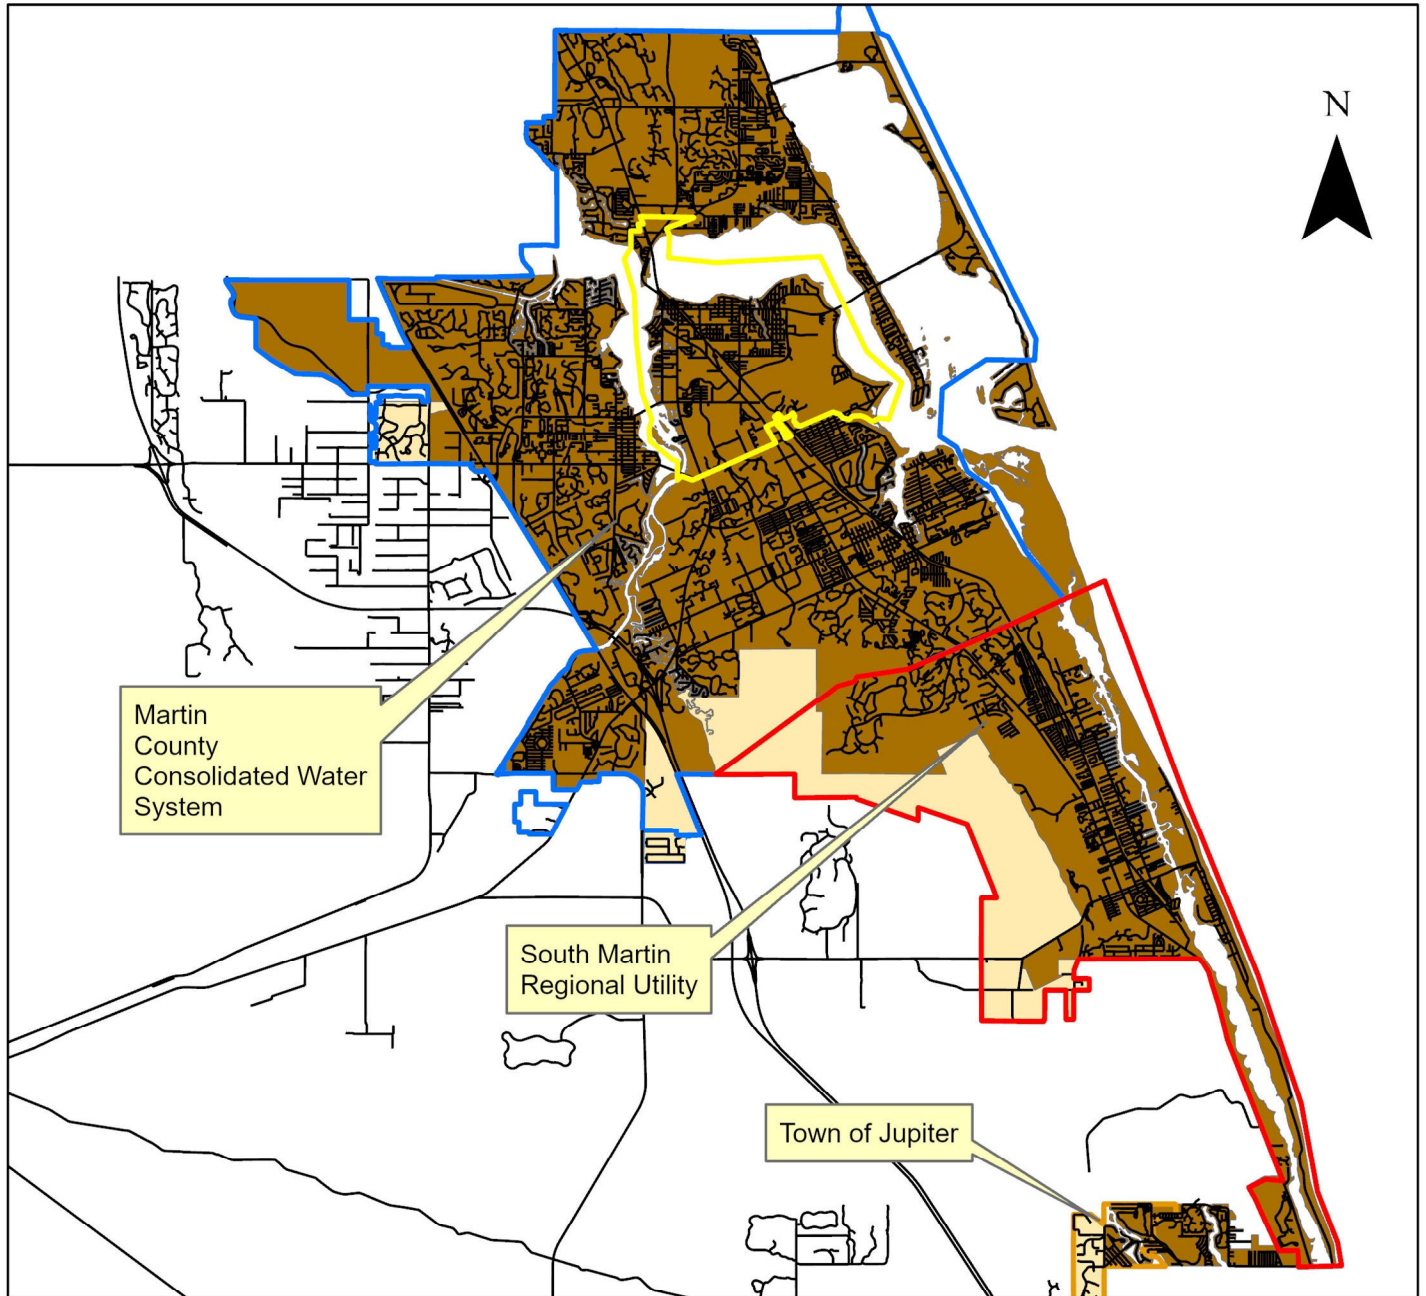 N
Martin
County
Consolidated Water
System
South Martin
Regional Utility
Town of Jupiter